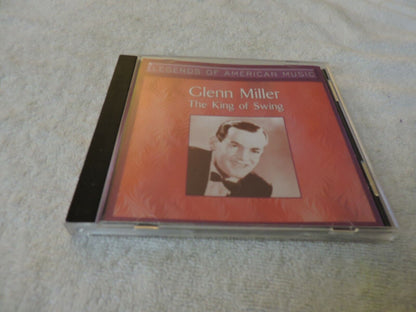 LEGENDS OF AMERICAN MUSIC
Glenn Miller
The King of Swing